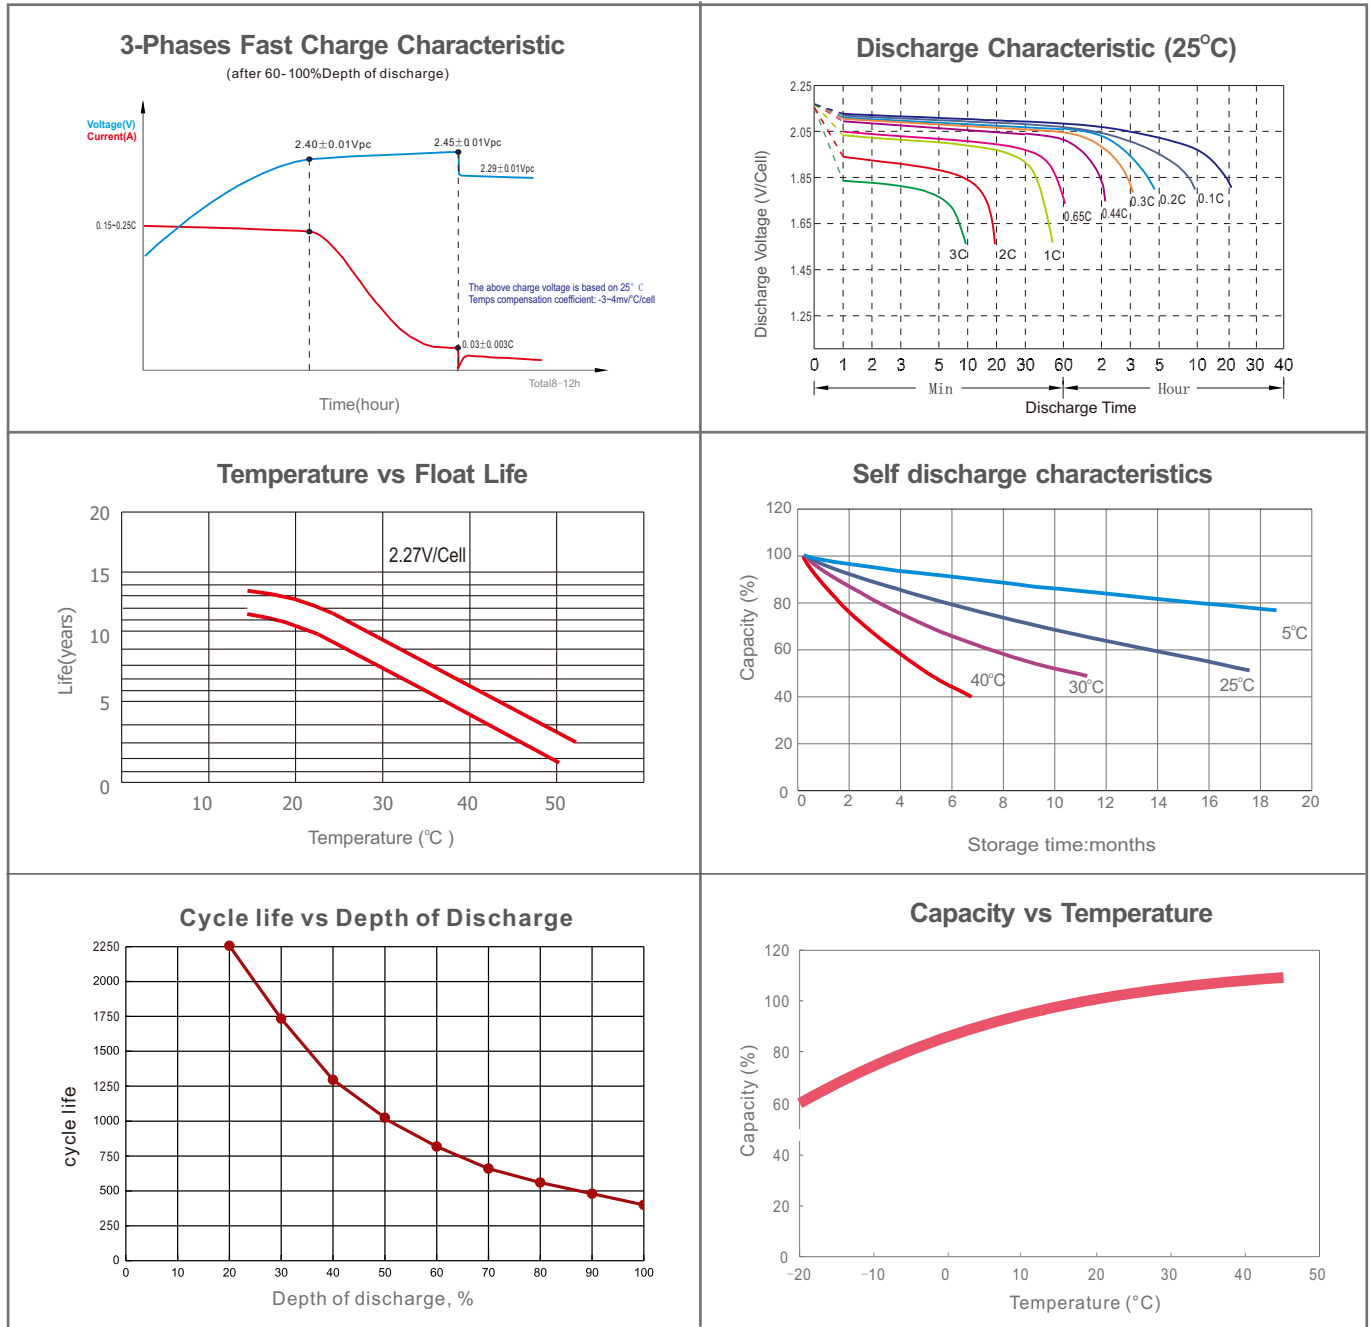 3-Phases Fast Charge Characteristic
(after 60-100%Depth of discharge)
Voltage(V)
Current(A)
2.40±0.01Vpc
2.45±0.01Vpc
2.29±0.01Vpc
0.15~0.25C
The above charge voltage is based on 25°C
Temps compensation coefficient: -3~4mv/°C/cell
0.03±0.003C
Total8-12h
Time(hour)
Discharge Characteristic (25°C)
Discharge Voltage (V/Cell)
2.25
2.05
1.85
1.65
1.45
1.25
3C
2C
1C
0.65C
0.44C
0.3C
0.2C
0.1C
0 1 2 3 5 10 20 30 60 2 3 5 10 20 30 40
Min
Hour
Discharge Time
Temperature vs Float Life
Life(years)
20
15
10
5
0
2.27V/Cell
10 20 30 40 50
Temperature (°C )
Self discharge characteristics
Capacity (%)
120
100
80
60
40
20
0
5°C
25°C
30°C
40°C
0 2 4 6 8 10 12 14 16 18 20
Storage time:months
Cycle life vs Depth of Discharge
cycle life
2250
2000
1750
1500
1250
1000
750
500
250
0
0 10 20 30 40 50 60 70 80 90 100
Depth of discharge, %
Capacity vs Temperature
Capacity (%)
120
100
80
60
40
20
0
-20 -10 0 10 20 30 40 50
Temperature (°C)